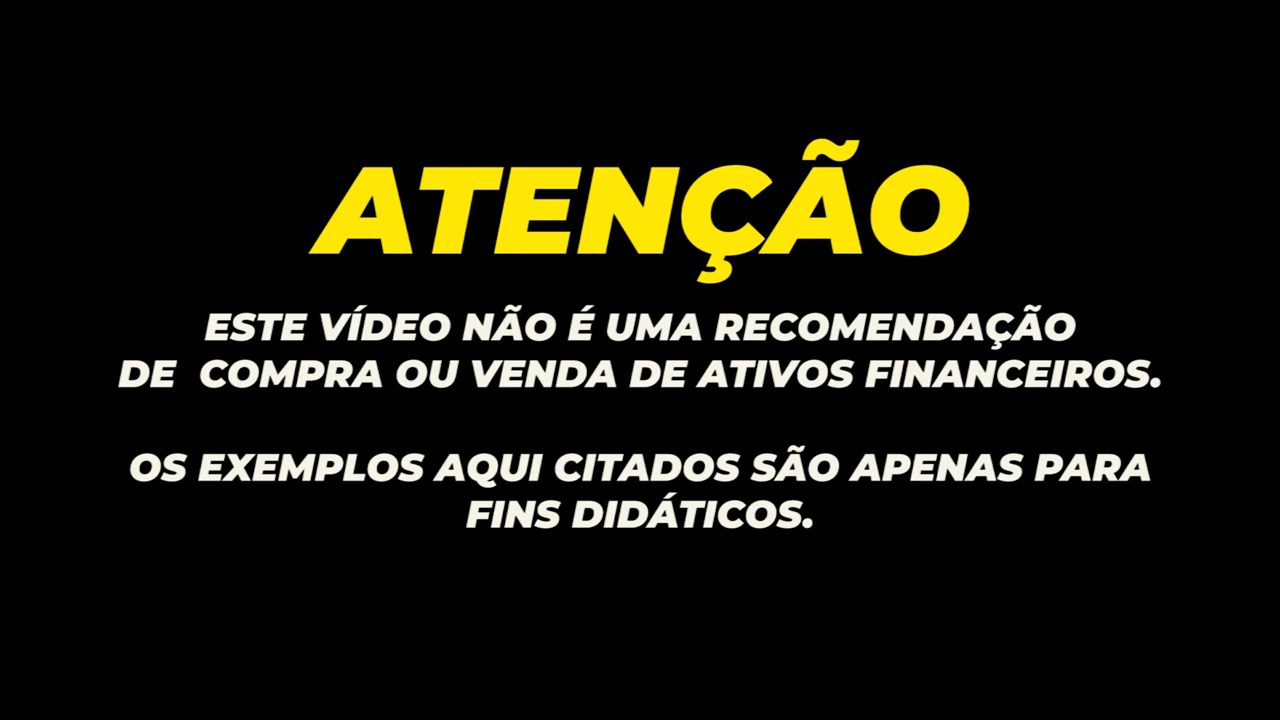 ATENÇÃO
ESTE VÍDEO NÃO É UMA RECOMENDAÇÃO
DE COMPRA OU VENDA DE ATIVOS FINANCEIROS.
OS EXEMPLOS AQUI CITADOS SÃO APENAS PARA
FINS DIDÁTICOS.